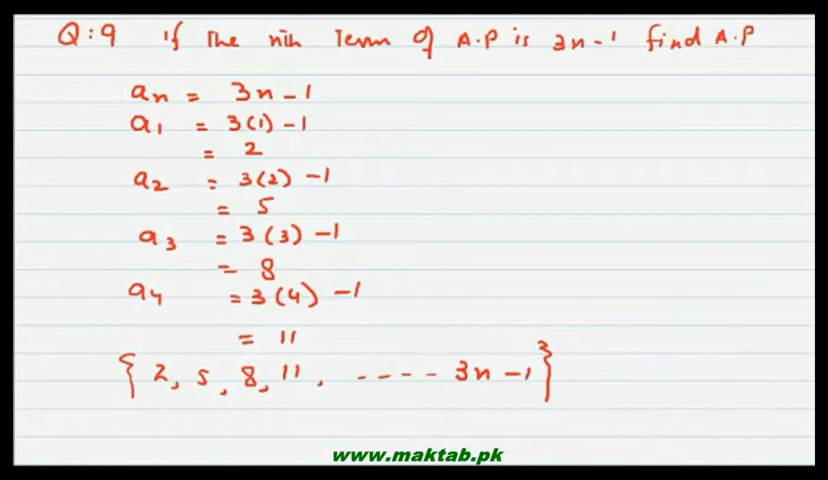 Q:9 If The nth Term of A.P is 3n-1 find A.P
an = 3n-1
a1 = 3(1)-1
= 2
a2 = 3(2)-1
= 5
a3 = 3(3)-1
= 8
a4 = 3(4)-1
= 11
{2, 5, 8, 11, ----- 3n-1}
www.maktab.pk